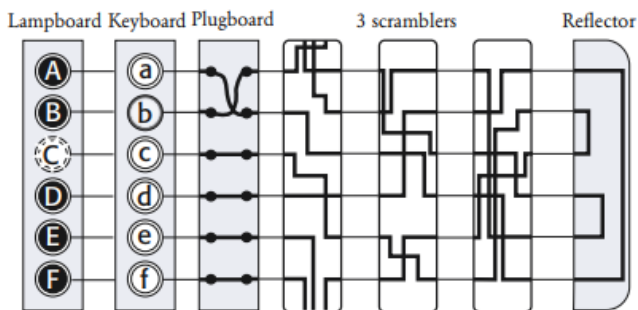 Lampboard Keyboard Plugboard 3 scramblers Reflector
A a
B b
C c
D d
E e
F f